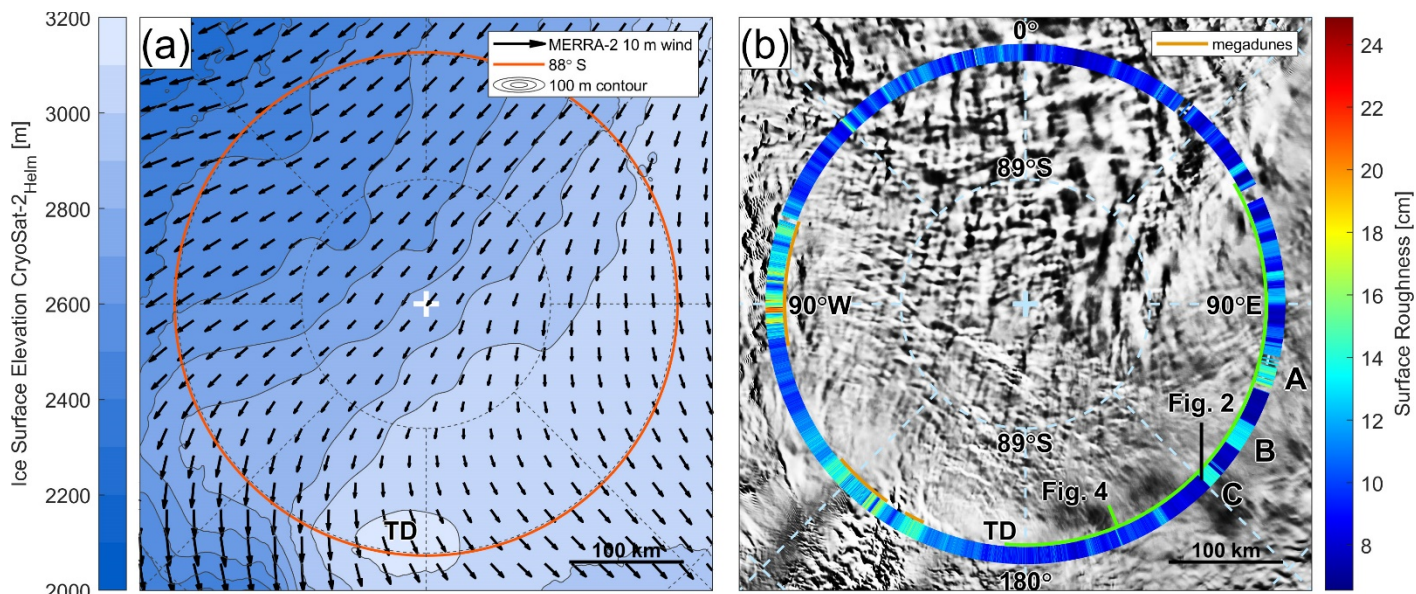 (a)
MERRA-2 10 m wind
88° S
100 m contour
TD
100 km
Ice Surface Elevation CryoSat-2Helm [m]
3200
3000
2800
2600
2400
2200
2000
(b)
megadunes
0°
89°S
90°W
90°E
A
Fig. 2
89°S
B
Fig. 4
C
TD
100 km
180°
24
22
20
18
16
14
12
10
8
Surface Roughness [cm]